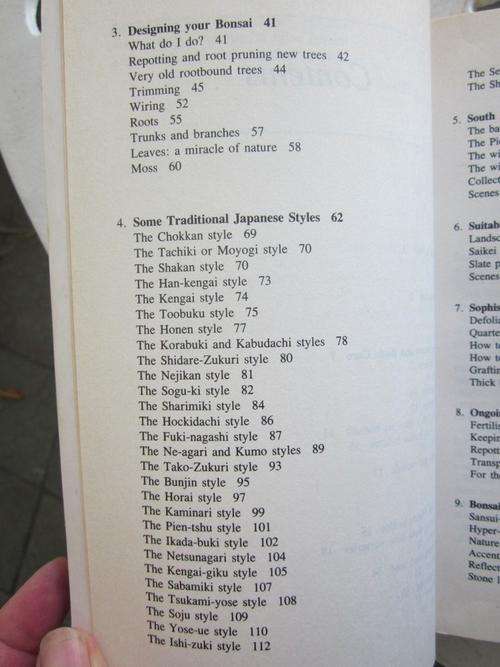 3. Designing your Bonsai 41
What do I do? 41
Repotting and root pruning new trees 42
Very old rootbound trees 44
Trimming 45
Wiring 52
Roots 55
Trunks and branches 57
Leaves: a miracle of nature 58
Moss 60
4. Some Traditional Japanese Styles 62
The Chokkan style 69
The Tachiki or Moyogi style 70
The Shakan style 70
The Han-kengai style 73
The Kengai style 74
The Toobuku style 75
The Honen style 77
The Korabuki and Kabudachi styles 78
The Shidare-Zukuri style 80
The Nejikan style 81
The Sogu-ki style 82
The Sharimiki style 84
The Hockidachi style 86
The Fuki-nagashi style 87
The Ne-agari and Kumo styles 89
The Tako-Zukuri style 93
The Bunjin style 95
The Horai style 97
The Kaminari style 99
The Pien-tshu style 101
The Ikada-buki style 102
The Netsunagari style 104
The Kengai-giku style 105
The Sabamiki style 107
The Tsukami-yose style 108
The Soju style 109
The Yose-ue style 110
The Ishi-zuki style 112
The
The
5. South
The
The
The
The
Scenes
6.
Saikei
Slate
Scenes
7.
How
How
Thick
8.
For
9. Bonsai
Nature
Stone